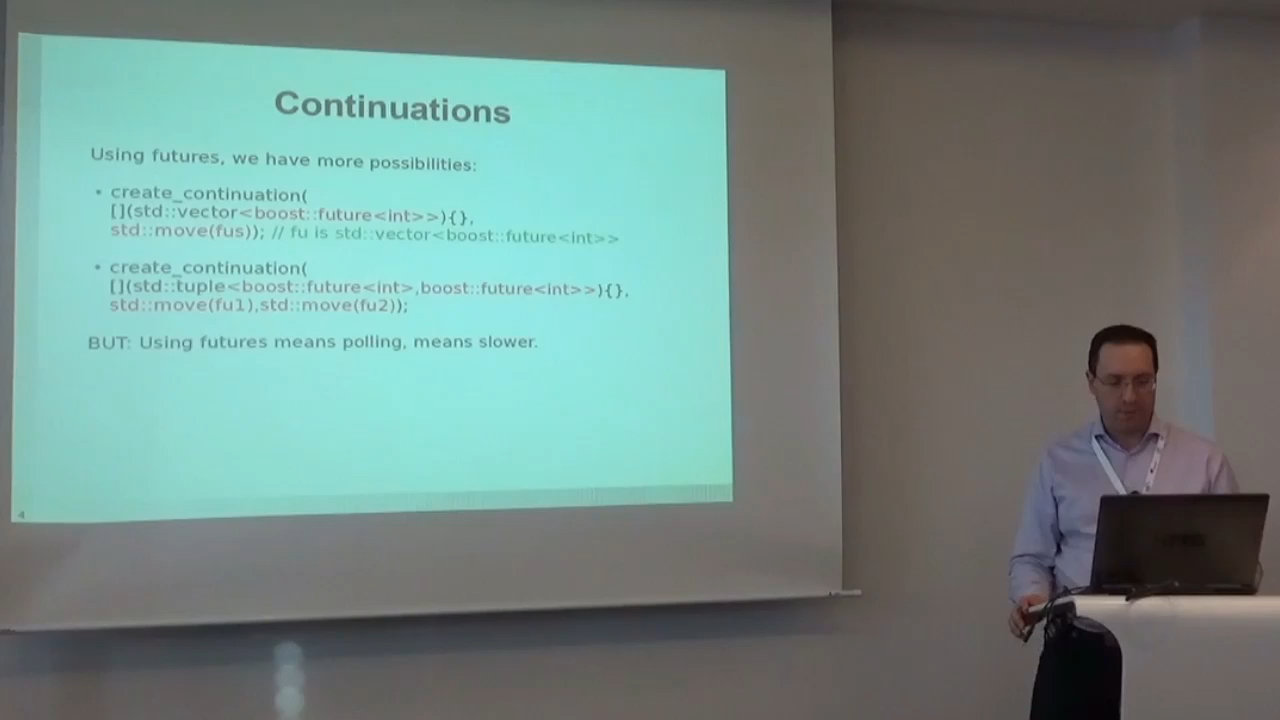 Continuations
Using futures, we have more possibilities:
• create_continuation(
[](std::vector<boost::future<int>>){},
std::move(fus)); // fu is std::vector<boost::future<int>>
• create_continuation(
[](std::tuple<boost::future<int>,boost::future<int>>){},
std::move(fu1),std::move(fu2));
BUT: Using futures means polling, means slower.
4